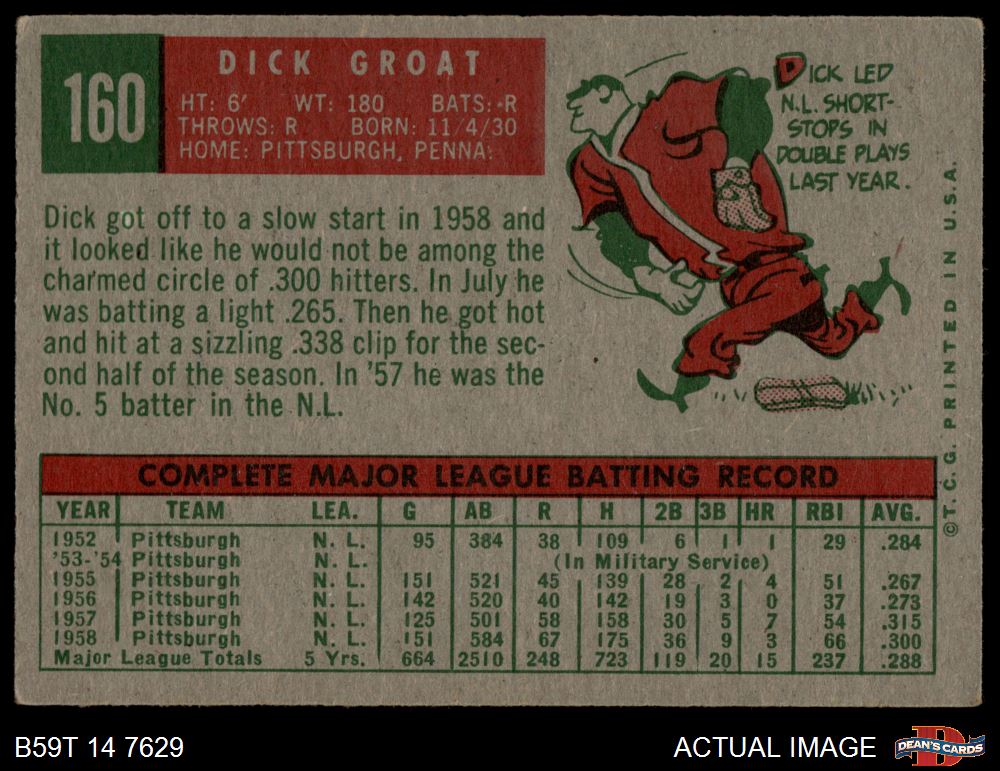 160
DICK GROAT
HT: 6' WT: 180 BATS: R
THROWS: R BORN: 11/4/30
HOME: PITTSBURGH, PENNA.
DICK LED
N.L. SHORT-
STOPS IN
DOUBLE PLAYS
LAST YEAR.
Dick got off to a slow start in 1958 and
it looked like he would not be among the
charmed circle of .300 hitters. In July he
was batting a light .265. Then he got hot
and hit at a sizzling .338 clip for the sec-
ond half of the season. In '57 he was the
No. 5 batter in the N.L.
COMPLETE MAJOR LEAGUE BATTING RECORD
YEAR TEAM LEA. G AB R H 2B 3B HR RBI AVG.
1952 Pittsburgh N. L. 95 384 38 109 6 1 1 29 .284
'53-'54 Pittsburgh N. L. (In Military Service)
1955 Pittsburgh N. L. 151 521 45 139 28 2 4 51 .267
1956 Pittsburgh N. L. 142 520 40 142 19 3 0 37 .273
1957 Pittsburgh N. L. 125 501 58 158 30 5 7 54 .315
1958 Pittsburgh N. L. 151 584 67 175 36 9 3 66 .300
Major League Totals 5 Yrs. 664 2510 248 723 119 20 15 237 .288
©T.C.G. PRINTED IN U.S.A.
B59T 14 7629
ACTUAL IMAGE
DEAN'S CARDS